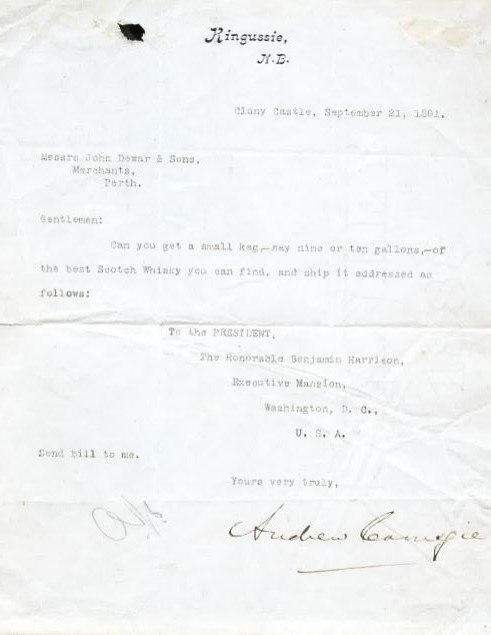 Kingussie,
N.B.
Cluny Castle, September 21, 1891.
Messrs John Dewar & Sons,
Merchants,
Perth.
Gentlemen:
Can you get a small keg,—say nine or ten gallons,—of
the best Scotch Whisky you can find, and ship it addressed as
follows:
To the PRESIDENT,
The Honorable Benjamin Harrison,
Executive Mansion,
Washington, D. C.,
U. S. A.
Send bill to me.
Yours very truly,
Andrew Carnegie